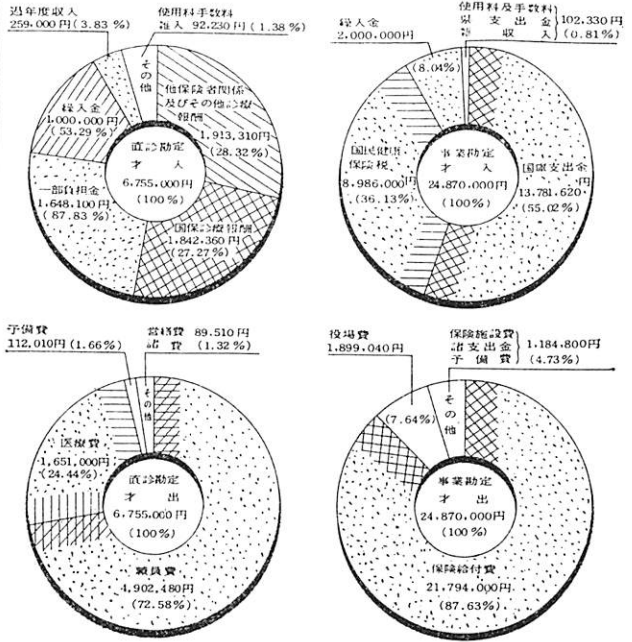 過年度収入
259,000円(3.83%)
使用料手数料
雑入 92,230円(1.38%)
その他
他保険者関係
及びその他診療
報酬
1,913,310円
(28.32%)
繰入金
1,000,000円
(53.29%)
直診勘定
才入
6,755,000円
(100%)
一部負担金
1,648,100円
(87.83%)
国保診療報酬
1,842,360円
(27.27%)
繰入金
2,000,000円
(8.04%)
使用料及手数料
県支出金
諸収入
102,330円
(0.81%)
国民健康
保険税
8,986,000円
(36.13%)
事業勘定
才入
24,870,000円
(100%)
国庫支出金
13,781,620円
(55.02%)
予備費
112,010円(1.66%)
営繕費 89,510円
諸費 (1.32%)
その他
医療費
1,651,000円
(24.44%)
直診勘定
才出
6,755,000円
(100%)
職員費
4,902,480円
(72.58%)
役場費
1,899,040円
(7.64%)
保険施設費
諸支出金
予備費
1,184,800円
(4.73%)
その他
事業勘定
才出
24,870,000円
(100%)
保険給付費
21,794,000円
(87.63%)